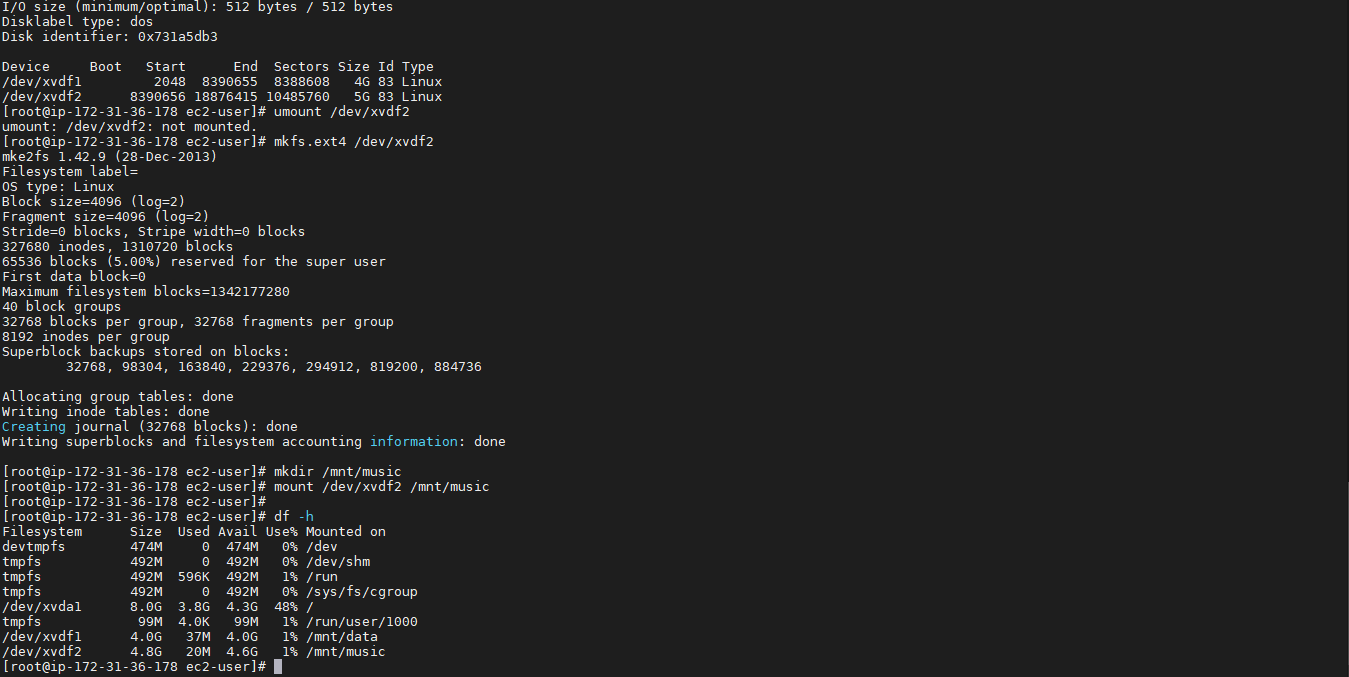 I/O size (minimum/optimal): 512 bytes / 512 bytes
Disklabel type: dos
Disk identifier: 0x731a5db3
Device     Boot   Start      End  Sectors Size Id Type
/dev/xvdf1         2048  8390655  8388608   4G 83 Linux
/dev/xvdf2      8390656 18876415 10485760   5G 83 Linux
[root@ip-172-31-36-178 ec2-user]# umount /dev/xvdf2
umount: /dev/xvdf2: not mounted.
[root@ip-172-31-36-178 ec2-user]# mkfs.ext4 /dev/xvdf2
mke2fs 1.42.9 (28-Dec-2013)
Filesystem label=
OS type: Linux
Block size=4096 (log=2)
Fragment size=4096 (log=2)
Stride=0 blocks, Stripe width=0 blocks
327680 inodes, 1310720 blocks
65536 blocks (5.00%) reserved for the super user
First data block=0
Maximum filesystem blocks=1342177280
40 block groups
32768 blocks per group, 32768 fragments per group
8192 inodes per group
Superblock backups stored on blocks:
        32768, 98304, 163840, 229376, 294912, 819200, 884736
Allocating group tables: done
Writing inode tables: done
Creating journal (32768 blocks): done
Writing superblocks and filesystem accounting information: done
[root@ip-172-31-36-178 ec2-user]# mkdir /mnt/music
[root@ip-172-31-36-178 ec2-user]# mount /dev/xvdf2 /mnt/music
[root@ip-172-31-36-178 ec2-user]#
[root@ip-172-31-36-178 ec2-user]# df -h
Filesystem      Size  Used Avail Use% Mounted on
devtmpfs        474M     0  474M   0% /dev
tmpfs           492M     0  492M   0% /dev/shm
tmpfs           492M  596K  492M   1% /run
tmpfs           492M     0  492M   0% /sys/fs/cgroup
/dev/xvda1      8.0G  3.8G  4.3G  48% /
tmpfs            99M  4.0K   99M   1% /run/user/1000
/dev/xvdf1      4.0G   37M  4.0G   1% /mnt/data
/dev/xvdf2      4.8G   20M  4.6G   1% /mnt/music
[root@ip-172-31-36-178 ec2-user]#